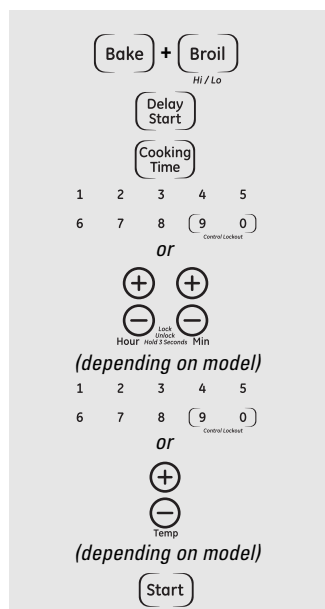 Bake + Broil
Hi / Lo
Delay
Start
Cooking
Time
1 2 3 4 5
6 7 8 9 0
Control Lockout
or
+ +
− −
Lock
Unlock
Hour Hold 3 Seconds Min
(depending on model)
1 2 3 4 5
6 7 8 9 0
Control Lockout
or
+
−
Temp
(depending on model)
Start